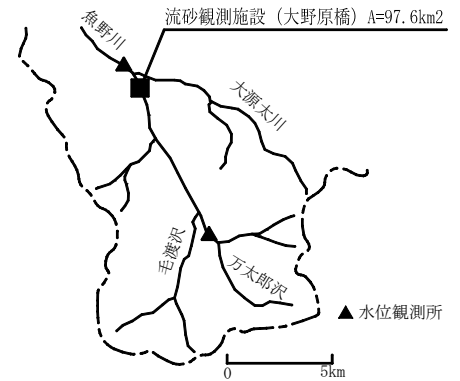 流砂観測施設（大野原橋）A=97.6km2
魚野川
大源太川
毛渡沢
万太郎沢
▲水位観測所
0 5km